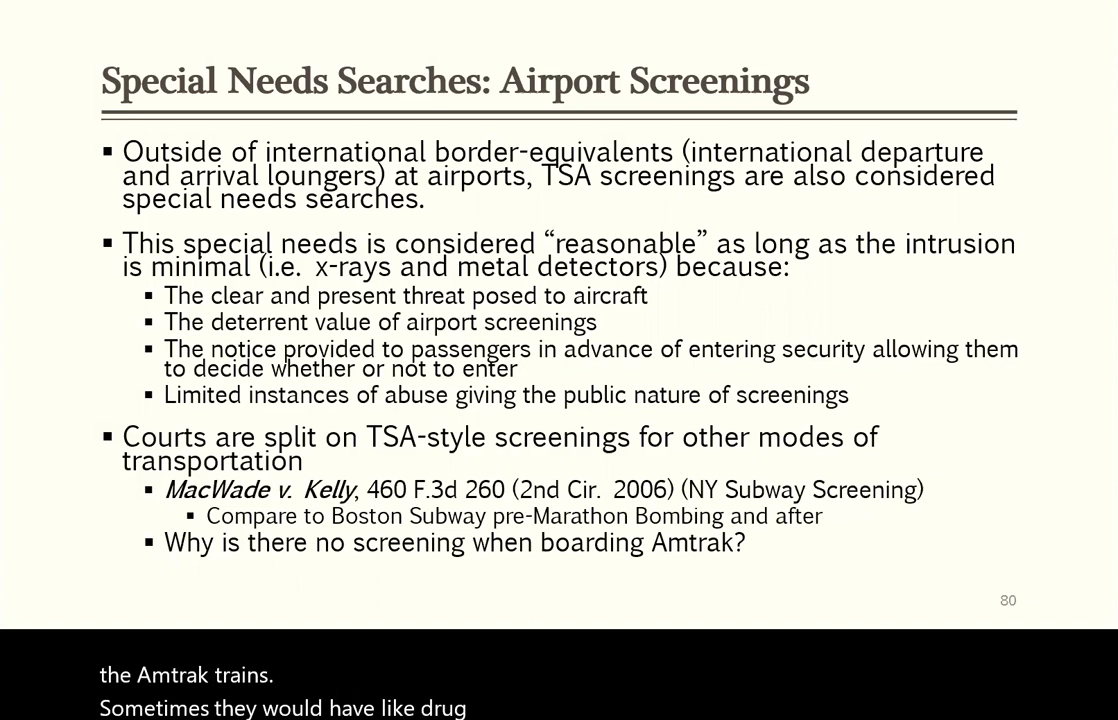 Special Needs Searches: Airport Screenings
▪ Outside of international border-equivalents (international departure
and arrival loungers) at airports, TSA screenings are also considered
special needs searches.
▪ This special needs is considered “reasonable” as long as the intrusion
is minimal (i.e. x-rays and metal detectors) because:
▪ The clear and present threat posed to aircraft
▪ The deterrent value of airport screenings
▪ The notice provided to passengers in advance of entering security allowing them
to decide whether or not to enter
▪ Limited instances of abuse giving the public nature of screenings
▪ Courts are split on TSA-style screenings for other modes of
transportation
▪ MacWade v. Kelly, 460 F.3d 260 (2nd Cir. 2006) (NY Subway Screening)
▪ Compare to Boston Subway pre-Marathon Bombing and after
▪ Why is there no screening when boarding Amtrak?
80
the Amtrak trains.
Sometimes they would have like drug